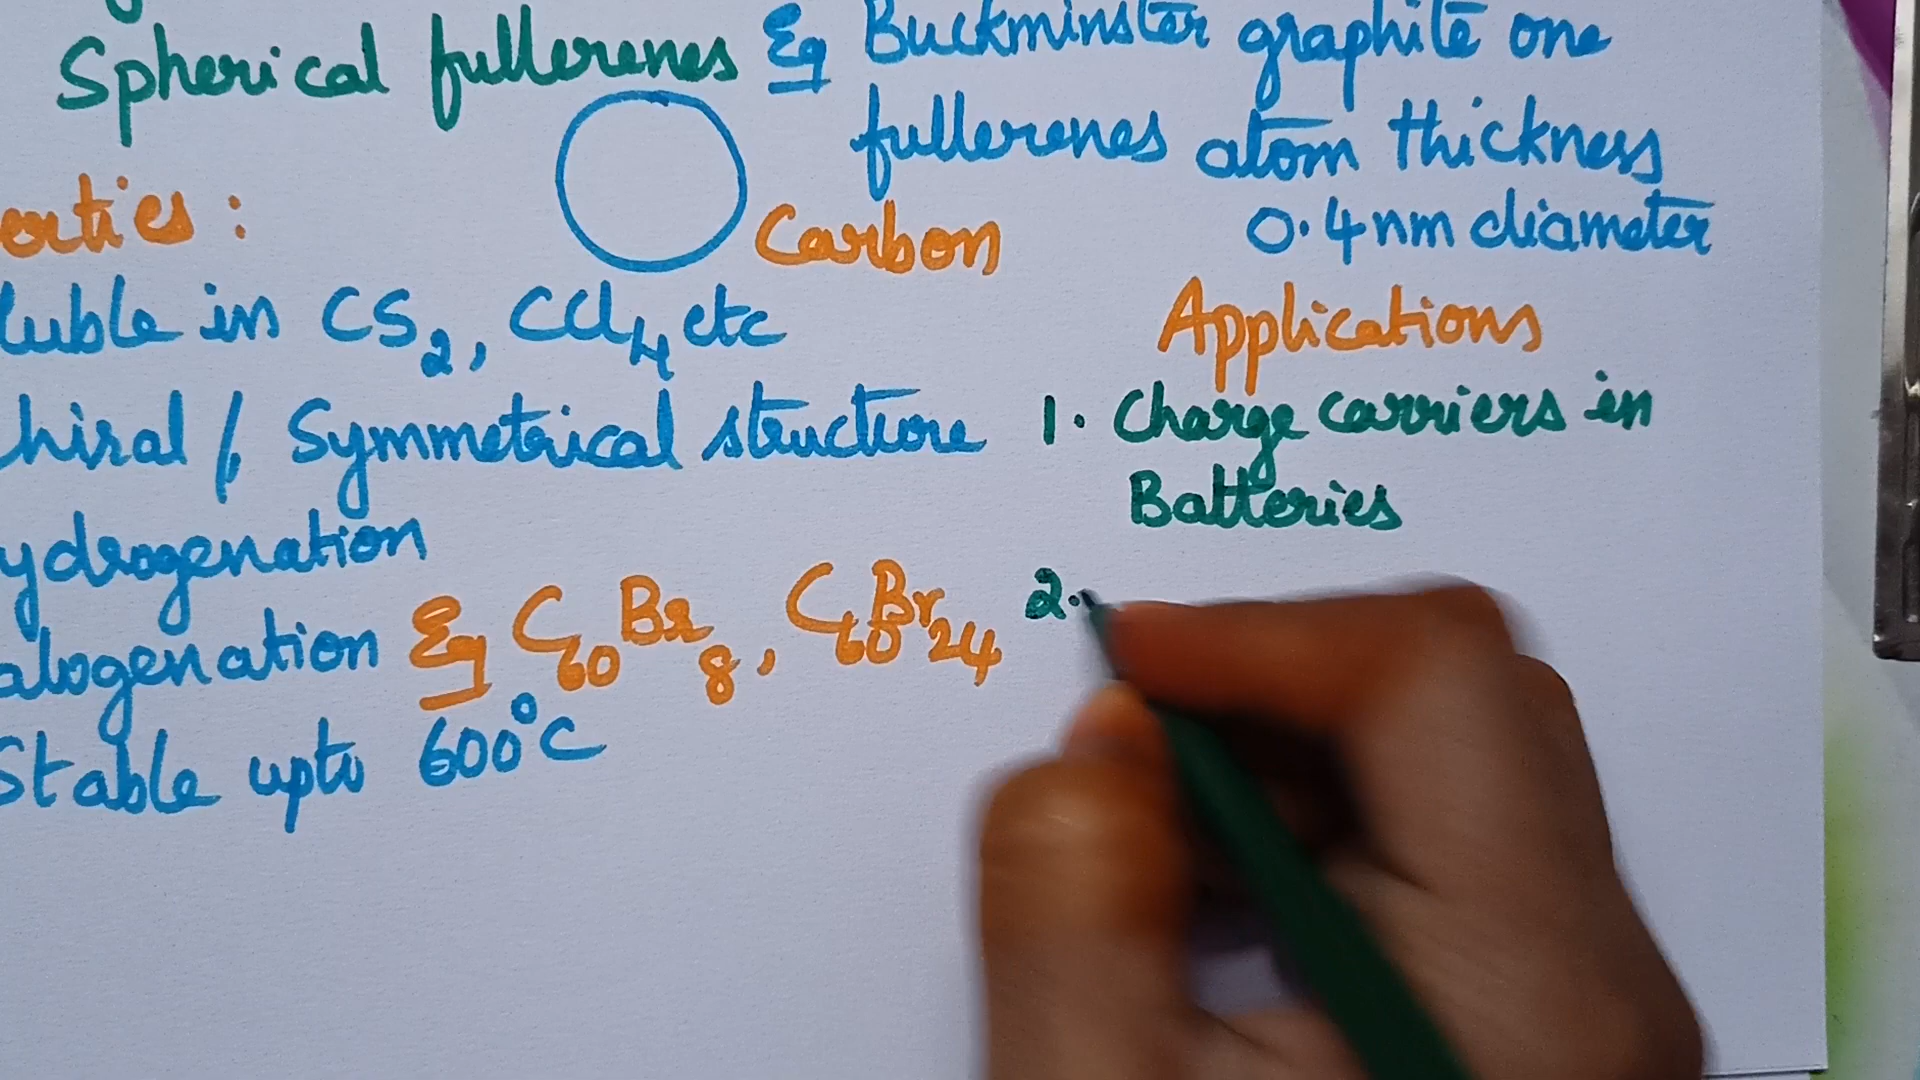 Spherical fullerenes Eg Buckminster graphite one
fullerenes atom thickness
0.4nm diameter
erties :
Carbon
luble in CS2, CCl4 etc
Applications
hiral / Symmetrical structure
1. Charge carriers in
Batteries
ydrogenation
alogenation Eg C60Br8, C60Br24
2.
Stable upto 600°C